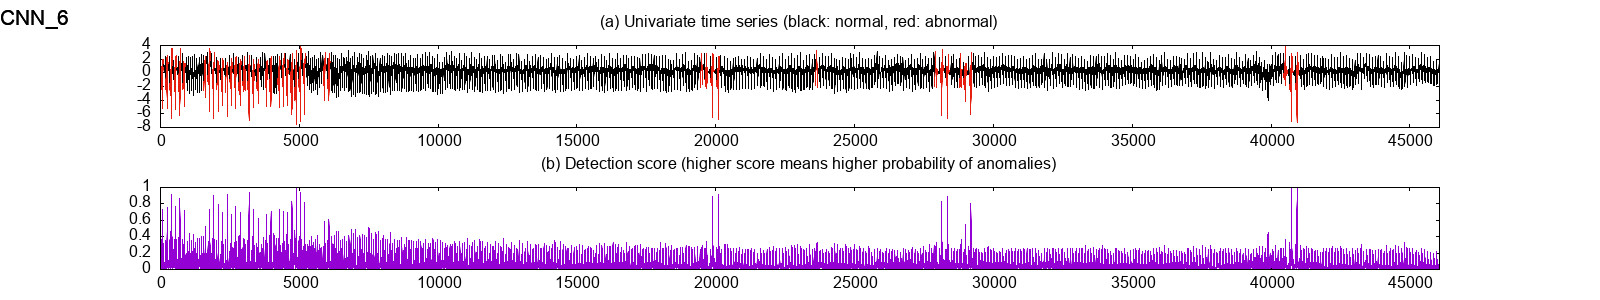 CNN_6
(a) Univariate time series (black: normal, red: abnormal)
4
2
0
-2
-4
-6
-8
0 5000 10000 15000 20000 25000 30000 35000 40000 45000
(b) Detection score (higher score means higher probability of anomalies)
1
0.8
0.6
0.4
0.2
0
0 5000 10000 15000 20000 25000 30000 35000 40000 45000